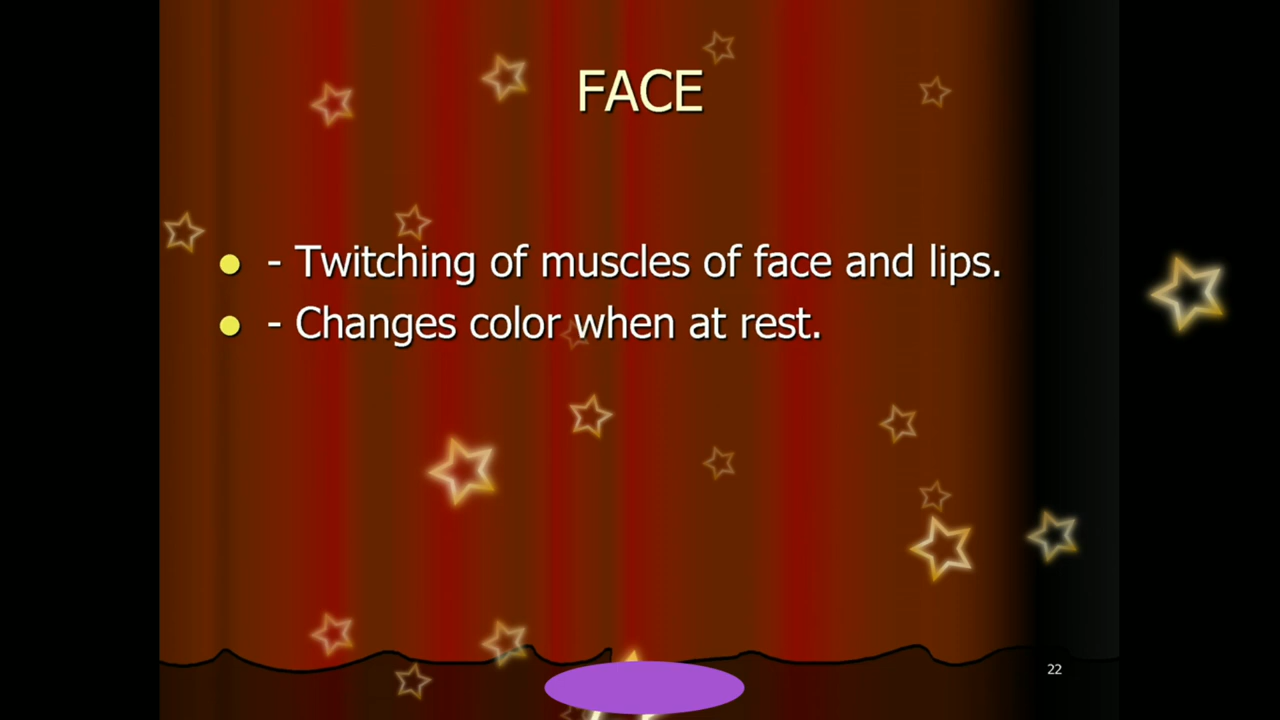 FACE
- Twitching of muscles of face and lips.
- Changes color when at rest.
22